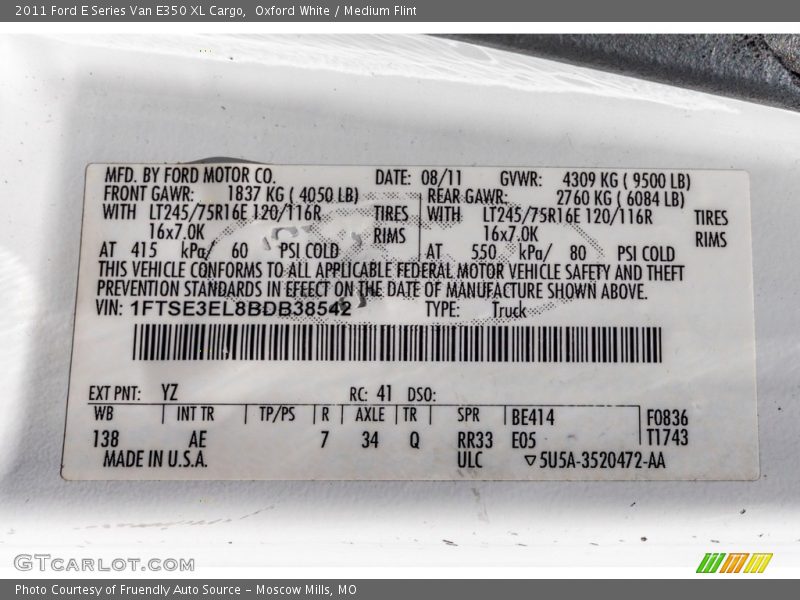 2011 Ford E Series Van E350 XL Cargo,  Oxford White / Medium Flint
MFD. BY FORD MOTOR CO. DATE: 08/11 GVWR: 4309 KG ( 9500 LB)
FRONT GAWR: 1837 KG ( 4050 LB) REAR GAWR: 2760 KG ( 6084 LB)
WITH LT245/75R16E 120/116R TIRES WITH LT245/75R16E 120/116R TIRES
16x7.0K RIMS 16x7.0K RIMS
AT 415 kPa/ 60 PSI COLD AT 550 kPa/ 80 PSI COLD
THIS VEHICLE CONFORMS TO ALL APPLICABLE FEDERAL MOTOR VEHICLE SAFETY AND THEFT
PREVENTION STANDARDS IN EFFECT ON THE DATE OF MANUFACTURE SHOWN ABOVE.
VIN: 1FTSE3EL8BDB38542 TYPE: Truck
EXT PNT: YZ RC: 41 DSO:
WB INT TR TP/PS R AXLE TR SPR BE414 F0836
138 AE 7 34 Q RR33 E05 T1743
MADE IN U.S.A. ULC ▽5U5A-3520472-AA
GTCARLOT.COM
Photo Courtesy of Fruendly Auto Source – Moscow Mills, MO